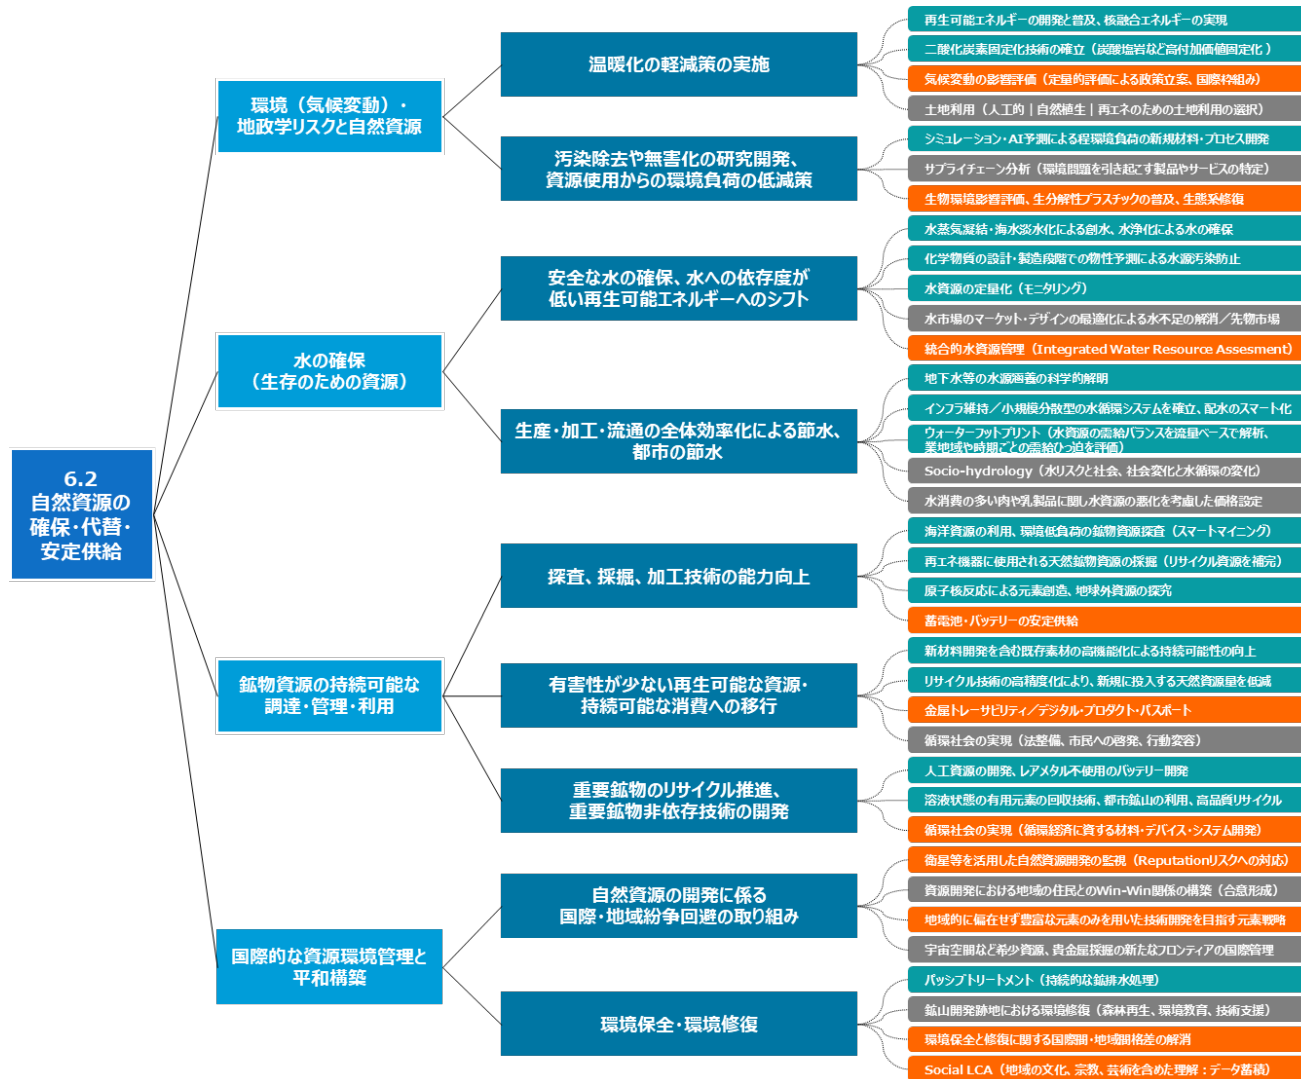 6.2
自然資源の
確保・代替・
安定供給
環境（気候変動）・
地政学リスクと自然資源
温暖化の軽減策の実施
再生可能エネルギーの開発と普及、核融合エネルギーの実現
二酸化炭素固定化技術の確立（炭酸塩岩など高付加価値固定化 ）
気候変動の影響評価（定量的評価による政策立案、国際枠組み）
土地利用（人工的 | 自然植生 | 再エネのための土地利用の選択）
汚染除去や無害化の研究開発、
資源使用からの環境負荷の低減策
シミュレーション・AI予測による程環境負荷の新規材料・プロセス開発
サプライチェーン分析（環境問題を引き起こす製品やサービスの特定）
生物環境影響評価、生分解性プラスチックの普及、生態系修復
水の確保
（生存のための資源）
安全な水の確保、水への依存度が
低い再生可能エネルギーへのシフト
水蒸気凝結・海水淡水化による創水、水浄化による水の確保
化学物質の設計・製造段階での物性予測による水源汚染防止
水資源の定量化（モニタリング）
水市場のマーケット・デザインの最適化による水不足の解消／先物市場
統合的水資源管理（Integrated Water Resource Assesment）
生産・加工・流通の全体効率化による節水、
都市の節水
地下水等の水源涵養の科学的解明
インフラ維持／小規模分散型の水循環システムを確立、配水のスマート化
ウォーターフットプリント（水資源の需給バランスを流量ベースで解析、
業地域や時期ごとの需給ひっ迫を評価）
Socio-hydrology（水リスクと社会、社会変化と水循環の変化）
水消費の多い肉や乳製品に関し水資源の悪化を考慮した価格設定
鉱物資源の持続可能な
調達・管理・利用
探査、採掘、加工技術の能力向上
海洋資源の利用、環境低負荷の鉱物資源探査（スマートマイニング）
再エネ機器に使用される天然鉱物資源の採掘（リサイクル資源を補完）
原子核反応による元素創造、地球外資源の探究
蓄電池・バッテリーの安定供給
有害性が少ない再生可能な資源・
持続可能な消費への移行
新材料開発を含む既存素材の高機能化による持続可能性の向上
リサイクル技術の高精度化により、新規に投入する天然資源量を低減
金属トレーサビリティ／デジタル・プロダクト・パスポート
循環社会の実現（法整備、市民への啓発、行動変容）
重要鉱物のリサイクル推進、
重要鉱物非依存技術の開発
人工資源の開発、レアメタル不使用のバッテリー開発
溶液状態の有用元素の回収技術、都市鉱山の利用、高品質リサイクル
循環社会の実現（循環経済に資する材料・デバイス・システム開発）
国際的な資源環境管理と
平和構築
自然資源の開発に係る
国際・地域紛争回避の取り組み
衛星等を活用した自然資源開発の監視（Reputationリスクへの対応）
資源開発における地域の住民とのWin-Win関係の構築（合意形成）
地域的に偏在せず豊富な元素のみを用いた技術開発を目指す元素戦略
宇宙空間など希少資源、貴金属採掘の新たなフロンティアの国際管理
環境保全・環境修復
パッシブトリートメント（持続的な鉱排水処理）
鉱山開発跡地における環境修復（森林再生、環境教育、技術支援）
環境保全と修復に関する国際間・地域間格差の解消
Social LCA（地域の文化、宗教、芸術を含めた理解：データ蓄積）